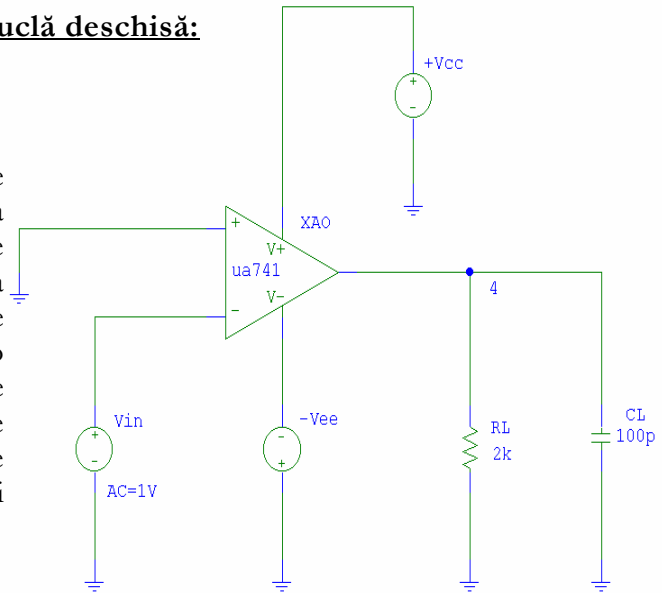 uclă deschisă:
+Vcc
+
-
e
a
XAO
+
e
V+
a
ua741
4
V-
e
-
o
e
Vin
-Vee
CL
+
-
RL
100p
e
2k
-
+
e
AC=1V
i